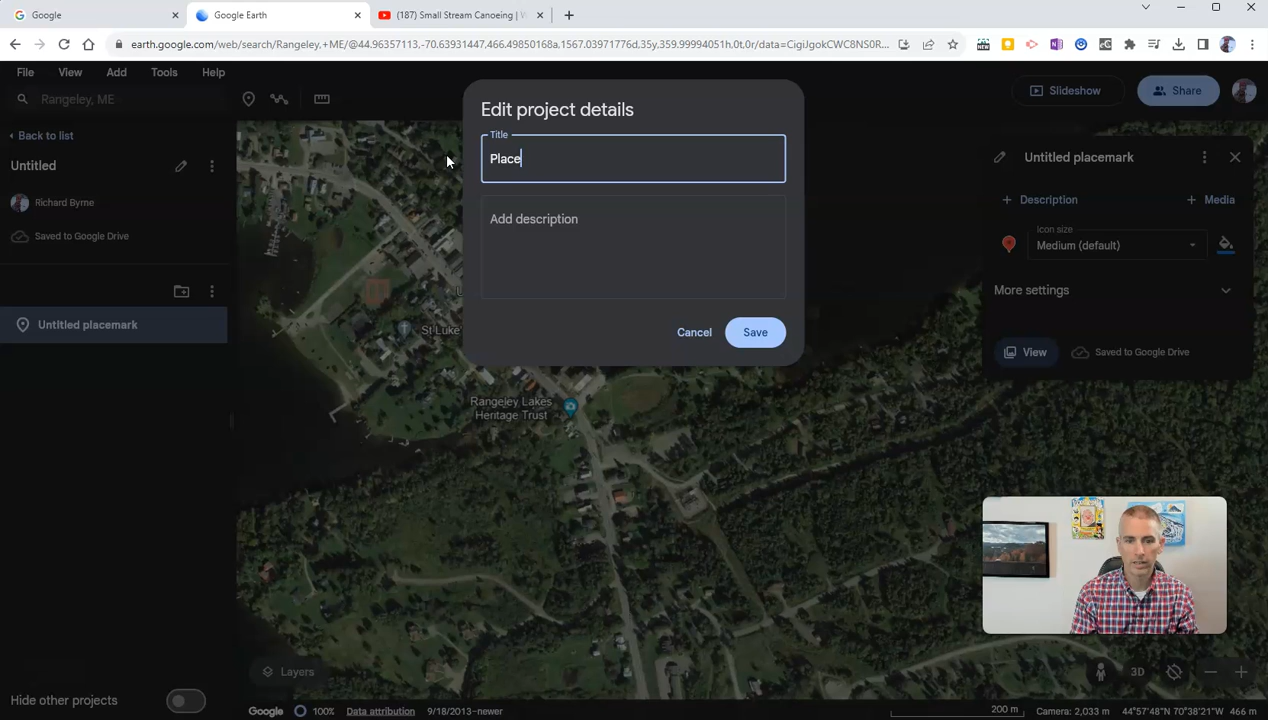 Google
Google Earth
(187) Small Stream Canoeing | W
earth.google.com/web/search/Rangeley,+ME/@44.96357113,-70.63931447,466.49850168a,1567.03971776d,35y,359.99994051h,0t,0r/data=CigiJgokCWC8NS0R...
File View Add Tools Help
Rangeley, ME
Slideshow
Share
Back to list
Untitled
Richard Byrne
Saved to Google Drive
Untitled placemark
Edit project details
Title
Place
Add description
Cancel
Save
Untitled placemark
Description
Media
Icon size
Medium (default)
More settings
View
Saved to Google Drive
St Luke'
Rangeley Lakes
Heritage Trust
Layers
3D
Hide other projects
Google
100%
Data attribution
9/18/2013-newer
200 m
Camera: 2,033 m
44°57'48"N 70°38'21"W
466 m